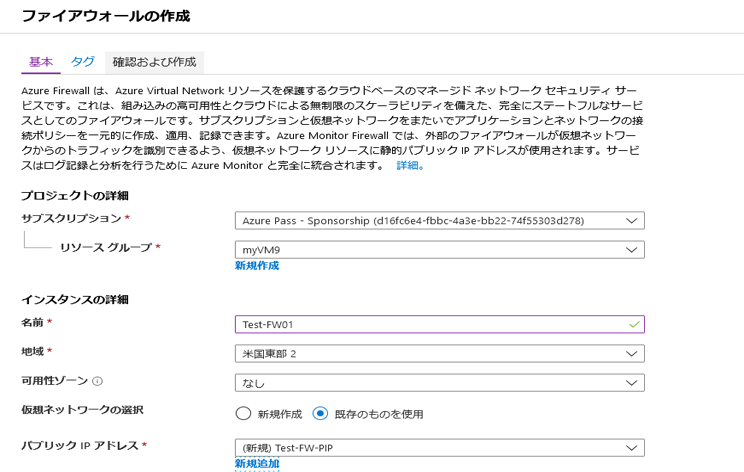 ファイアウォールの作成
基本 タグ 確認および作成
Azure Firewall は、Azure Virtual Network リソースを保護するクラウドベースのマネージド ネットワーク セキュリティ サー
ビスです。これは、組み込みの高可用性とクラウドによる無制限のスケーラビリティを備えた、完全にステートフルなサービ
スとしてのファイアウォールです。サブスクリプションと仮想ネットワークをまたいでアプリケーションとネットワークの接
続ポリシーを一元的に作成、適用、記録できます。Azure Monitor Firewall では、外部のファイアウォールが仮想ネットワー
クからのトラフィックを識別できるよう、仮想ネットワーク リソースに静的パブリック IP アドレスが使用されます。サービ
スはログ記録と分析を行うために Azure Monitor と完全に統合されます。 詳細。
プロジェクトの詳細
サブスクリプション * Azure Pass - Sponsorship (d16fc6e4-fbbc-4a3e-bb22-74f55303d278)
リソース グループ * myVM9
新規作成
インスタンスの詳細
名前 * Test-FW01
地域 * 米国東部 2
可用性ゾーン なし
仮想ネットワークの選択 新規作成 既存のものを使用
パブリック IP アドレス * (新規) Test-FW-PIP
新規追加